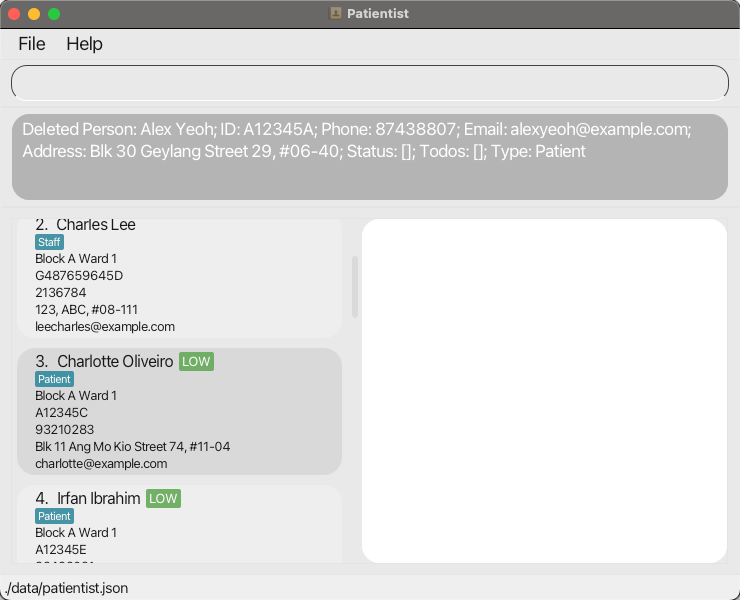 Patientist
File Help
Deleted Person: Alex Yeoh; ID: A12345A; Phone: 87438807; Email: alexyeoh@example.com;
Address: Blk 30 Geylang Street 29, #06-40; Status: []; Todos: []; Type: Patient
2. Charles Lee
Staff
Block A Ward 1
G487659645D
2136784
123, ABC, #08-111
leecharles@example.com
3. Charlotte Oliveiro LOW
Patient
Block A Ward 1
A12345C
93210283
Blk 11 Ang Mo Kio Street 74, #11-04
charlotte@example.com
4. Irfan Ibrahim LOW
Patient
Block A Ward 1
A12345E
./data/patientist.json